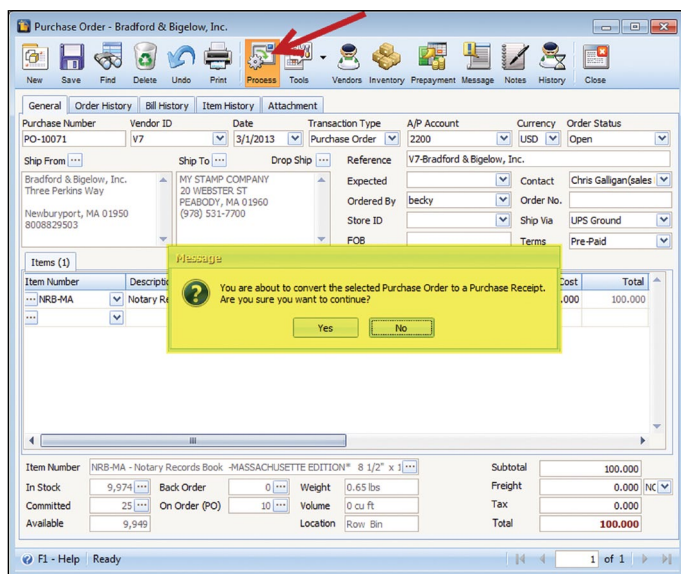 Purchase Order - Bradford & Bigelow, Inc.
New Save Find Delete Undo Print Process Tools Vendors Inventory Prepayment Message Notes History Close
General Order History Bill History Item History Attachment
Purchase Number Vendor ID Date Transaction Type A/P Account Currency Order Status
PO-10071 V7 3/1/2013 Purchase Order 2200 USD Open
Ship From Ship To Drop Ship Reference V7-Bradford & Bigelow, Inc.
Bradford & Bigelow, Inc. MY STAMP COMPANY Expected Contact Chris Galligan(sales
Three Perkins Way 20 WEBSTER ST
PEABODY, MA 01960 Ordered By becky Order No.
Newburyport, MA 01950 (978) 531-7700
8008829503 Store ID Ship Via UPS Ground
FOB Terms Pre-Paid
Items (1) Message
Item Number Cost Total
NRB-MA Notary .000 100.000
You are about to convert the selected Purchase Order to a Purchase Receipt.
Are you sure you want to continue?
Yes No
Item Number NRB-MA - Notary Records Book -MASSACHUSETTE EDITION* 8 1/2" x 1 Subtotal 100.000
In Stock 9,974 Back Order 0 Weight 0.65 lbs Freight 0.000
Committed 25 On Order (PO) 10 Volume 0 cu ft Tax 0.000
Available 9,949 Location Row Bin Total 100.000
F1 - Help Ready 1 of 1